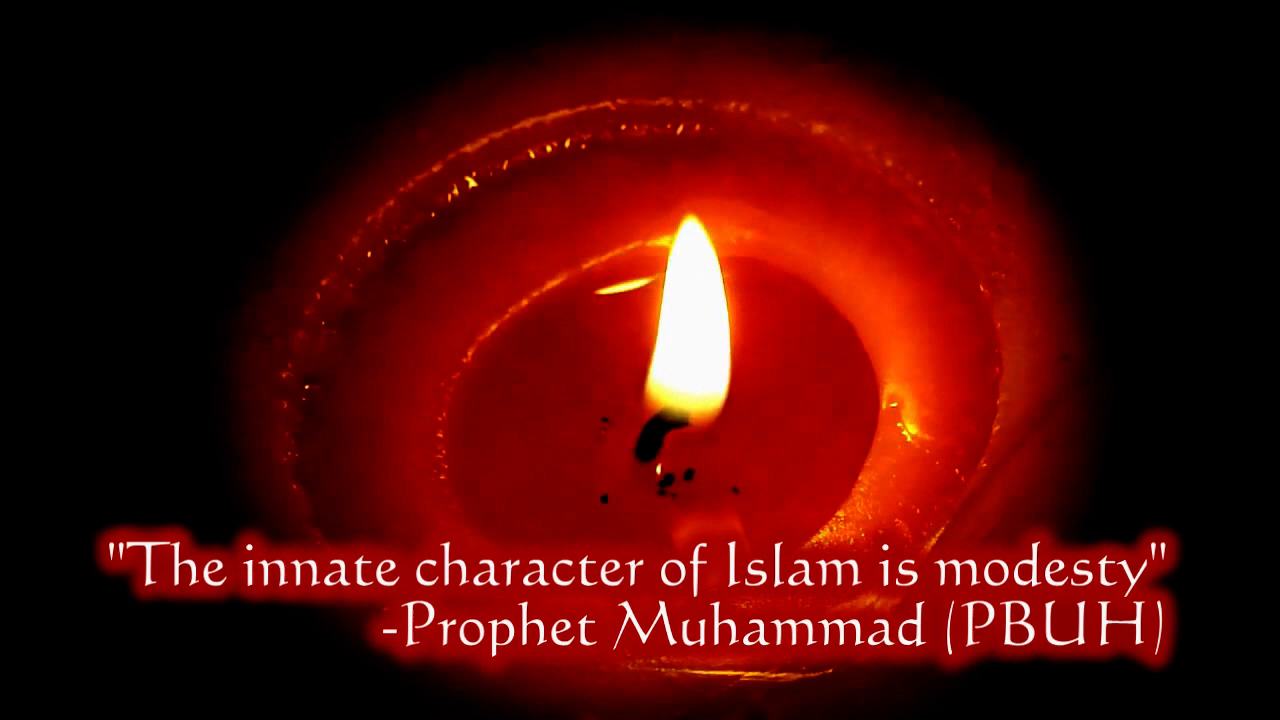 "The innate character of Islam is modesty"
-Prophet Muhammad (PBUH)